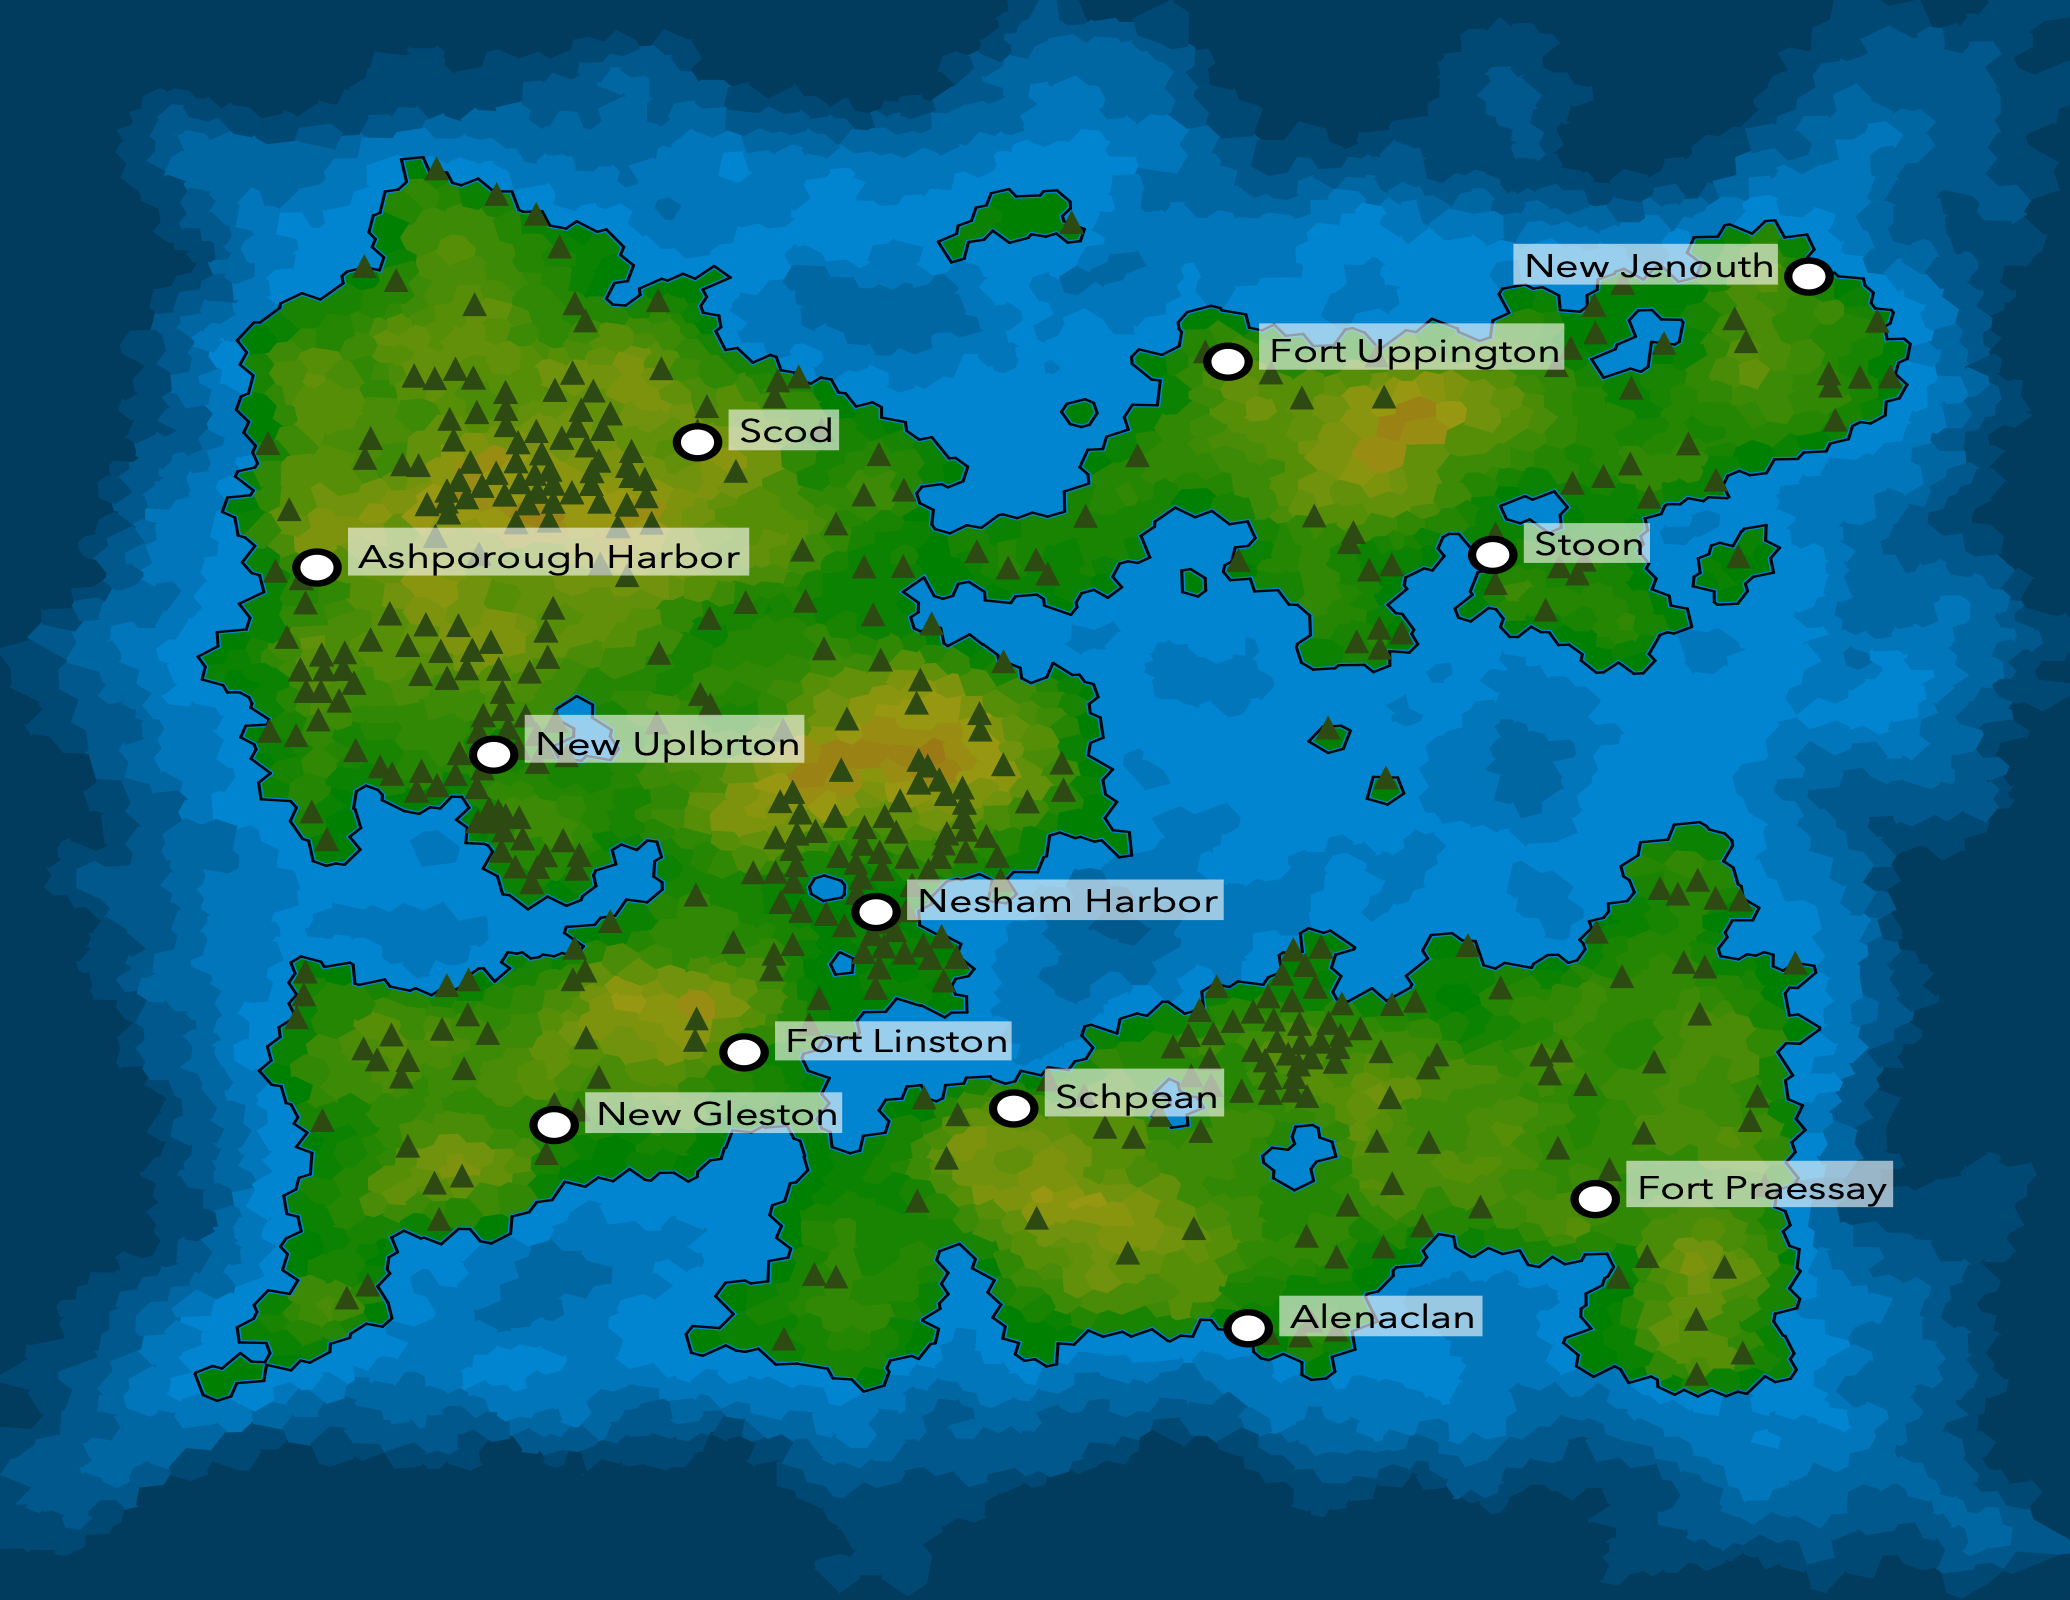 New Jenouth
Fort Uppington
Scod
Stoon
Ashporough Harbor
New Uplbrton
Nesham Harbor
Fort Linston
Schpean
New Gleston
Fort Praessay
Alenaclan